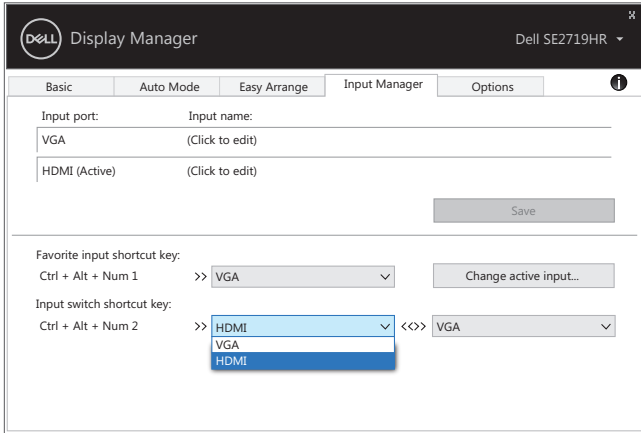 x
DELL Display Manager Dell SE2719HR
Basic Auto Mode Easy Arrange Input Manager Options i
Input port: Input name:
VGA (Click to edit)
HDMI (Active) (Click to edit)
Save
Favorite input shortcut key:
Ctrl + Alt + Num 1 >> VGA Change active input...
Input switch shortcut key:
Ctrl + Alt + Num 2 >> HDMI <<>> VGA
VGA
HDMI